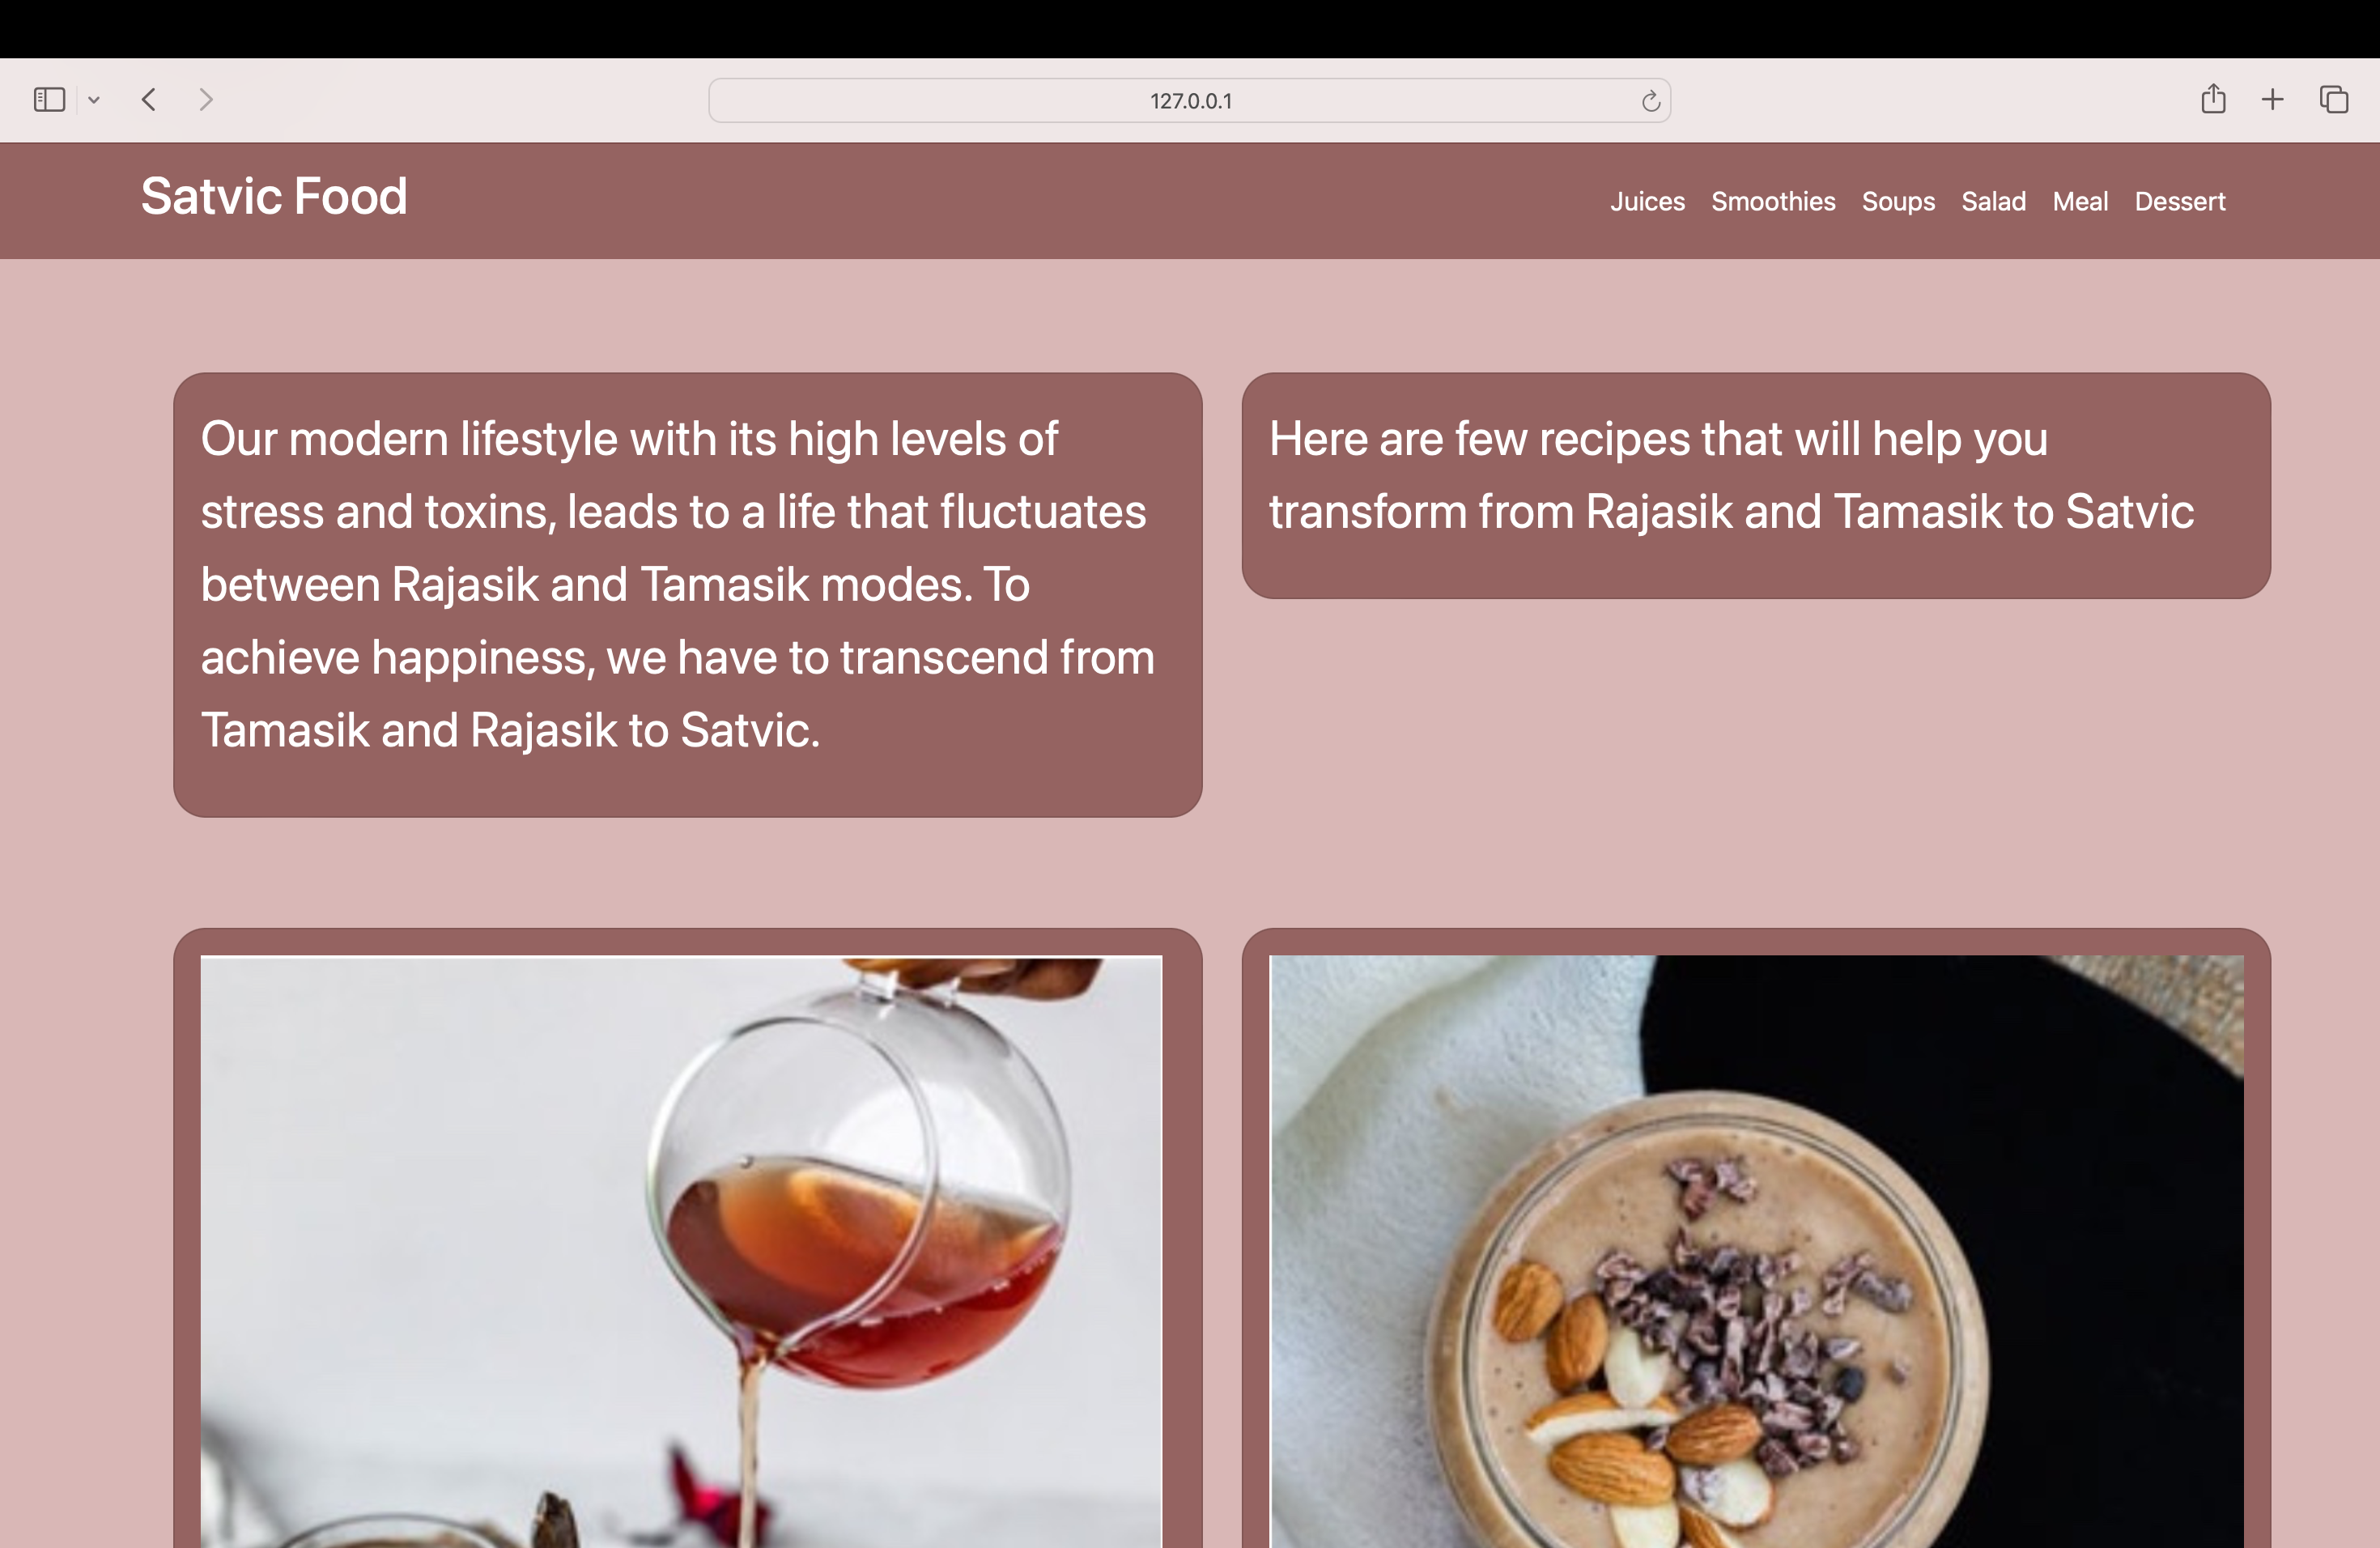 127.0.0.1
Satvic Food
Juices Smoothies Soups Salad Meal Dessert
Our modern lifestyle with its high levels of
stress and toxins, leads to a life that fluctuates
between Rajasik and Tamasik modes. To
achieve happiness, we have to transcend from
Tamasik and Rajasik to Satvic.
Here are few recipes that will help you
transform from Rajasik and Tamasik to Satvic